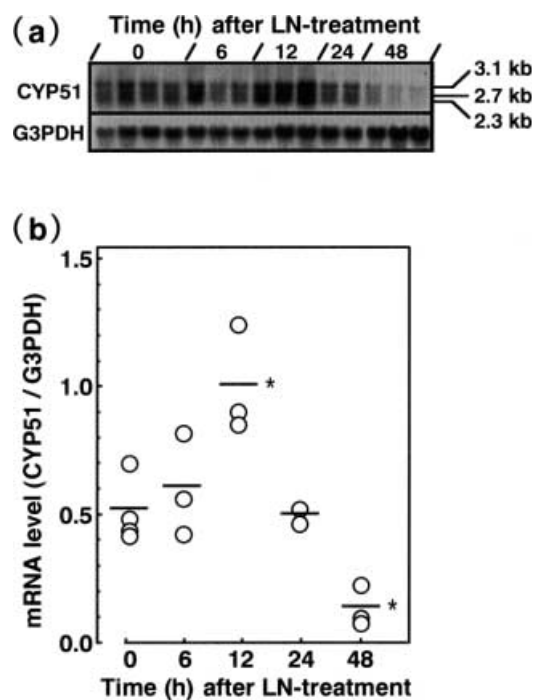 (a)
Time (h) after LN-treatment
0 6 12 24 48
CYP51
G3PDH
3.1 kb
2.7 kb
2.3 kb
(b)
mRNA level (CYP51 / G3PDH)
1.5
1.0
*
0.5
*
0.0
0 6 12 24 48
Time (h) after LN-treatment